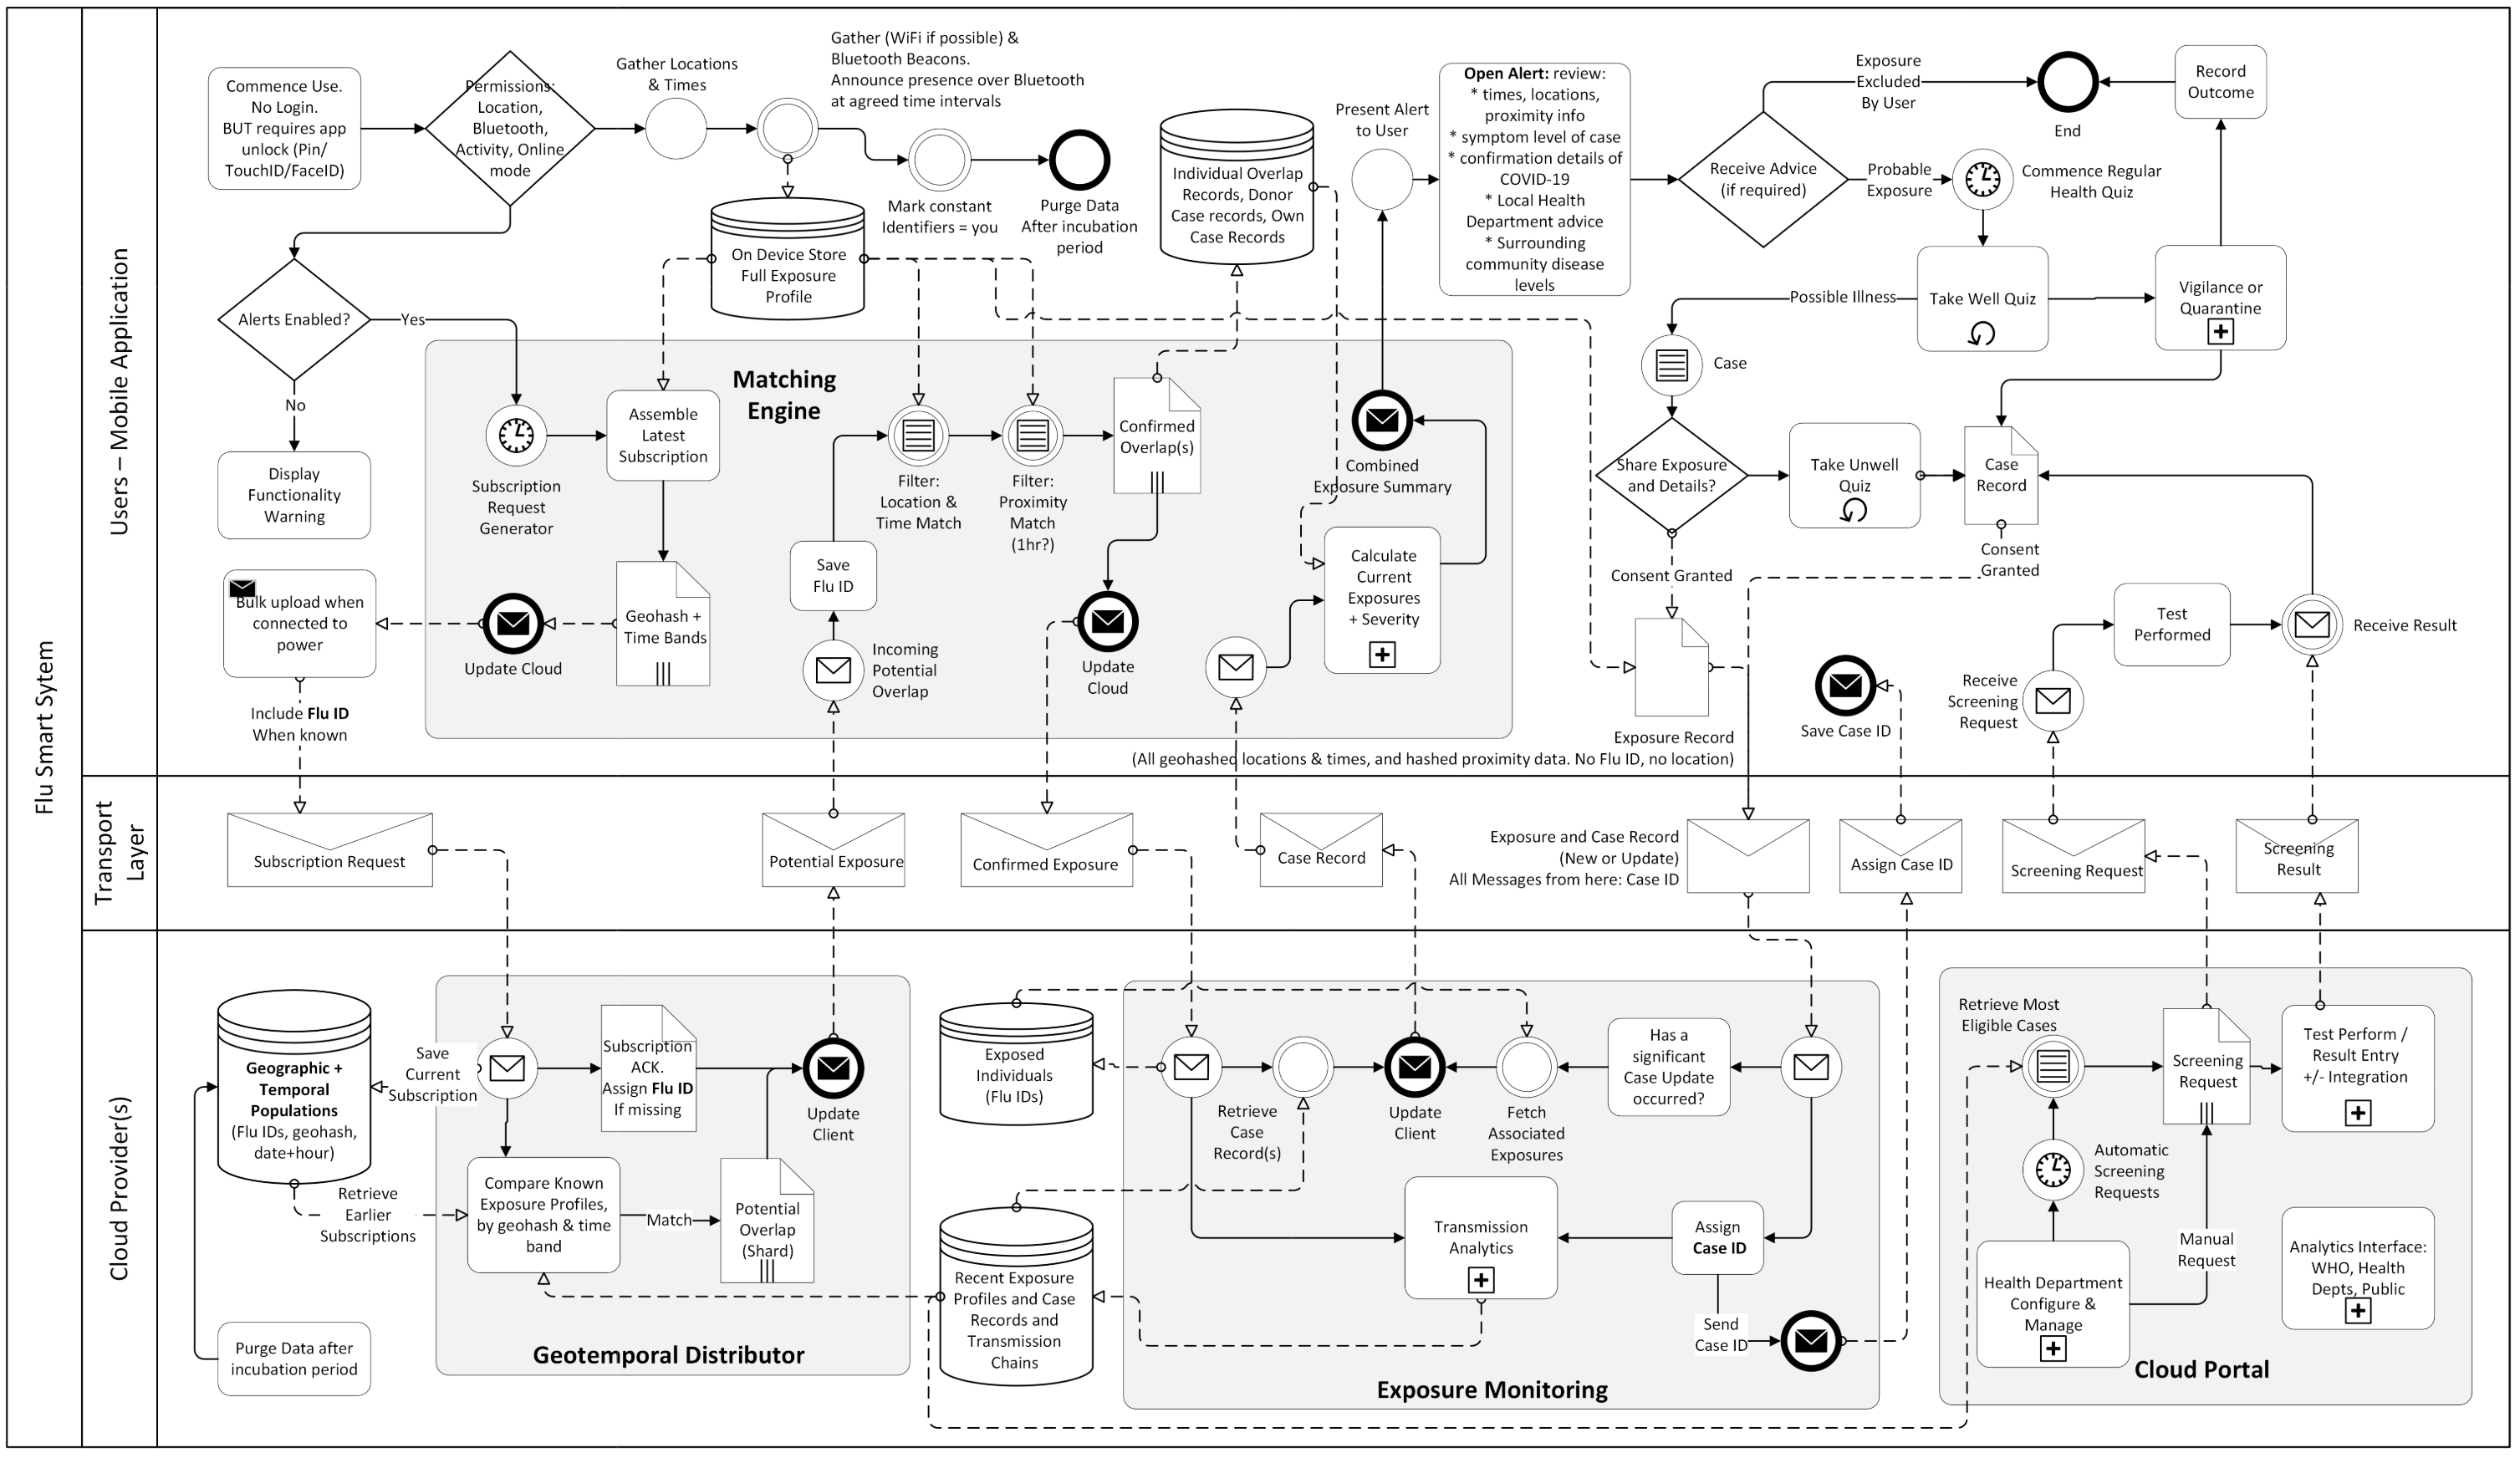 Flu Smart Sytem
Users – Mobile Application
Commence Use.
No Login.
BUT requires app
unlock (Pin/
TouchID/FaceID)
Permissions:
Location,
Bluetooth,
Activity, Online
mode
Gather Locations
& Times
Gather (WiFi if possible) &
Bluetooth Beacons.
Announce presence over Bluetooth
at agreed time intervals
Mark constant
Identifiers = you
Purge Data
After incubation
period
On Device Store
Full Exposure
Profile
Individual Overlap
Records, Donor
Case records, Own
Case Records
Present Alert
to User
Open Alert: review:
* times, locations,
proximity info
* symptom level of case
* confirmation details of
COVID-19
* Local Health
Department advice
* Surrounding
community disease
levels
Receive Advice
(if required)
Exposure
Excluded
By User
End
Record
Outcome
Probable
Exposure
Commence Regular
Health Quiz
Take Well Quiz
Vigilance or
Quarantine
Possible Illness
Case
Alerts Enabled?
Yes
No
Display
Functionality
Warning
Matching
Engine
Subscription
Request
Generator
Assemble
Latest
Subscription
Geohash +
Time Bands
Update Cloud
Bulk upload when
connected to
power
Include Flu ID
When known
Save
Flu ID
Incoming
Potential
Overlap
Filter:
Location &
Time Match
Filter:
Proximity
Match
(1hr?)
Confirmed
Overlap(s)
Update
Cloud
Combined
Exposure Summary
Calculate
Current
Exposures
+ Severity
Share Exposure
and Details?
Take Unwell
Quiz
Case
Record
Consent
Granted
Consent Granted
Exposure Record
(All geohashed locations & times, and hashed proximity data. No Flu ID, no location)
Save Case ID
Receive
Screening
Request
Test
Performed
Receive Result
Transport
Layer
Subscription Request
Potential Exposure
Confirmed Exposure
Case Record
Exposure and Case Record
(New or Update)
All Messages from here: Case ID
Assign Case ID
Screening Request
Screening
Result
Cloud Provider(s)
Geographic +
Temporal
Populations
(Flu IDs, geohash,
date+hour)
Save
Current
Subscription
Retrieve
Earlier
Subscriptions
Purge Data after
incubation period
Subscription
ACK.
Assign Flu ID
If missing
Update
Client
Compare Known
Exposure Profiles,
by geohash & time
band
Match
Potential
Overlap
(Shard)
Geotemporal Distributor
Exposed
Individuals
(Flu IDs)
Recent Exposure
Profiles and Case
Records and
Transmission
Chains
Retrieve
Case
Record(s)
Update
Client
Fetch
Associated
Exposures
Has a
significant
Case Update
occurred?
Transmission
Analytics
Assign
Case ID
Send
Case ID
Exposure Monitoring
Retrieve Most
Eligible Cases
Screening
Request
Test Perform /
Result Entry
+/- Integration
Automatic
Screening
Requests
Manual
Request
Health Department
Configure &
Manage
Analytics Interface:
WHO, Health
Depts, Public
Cloud Portal